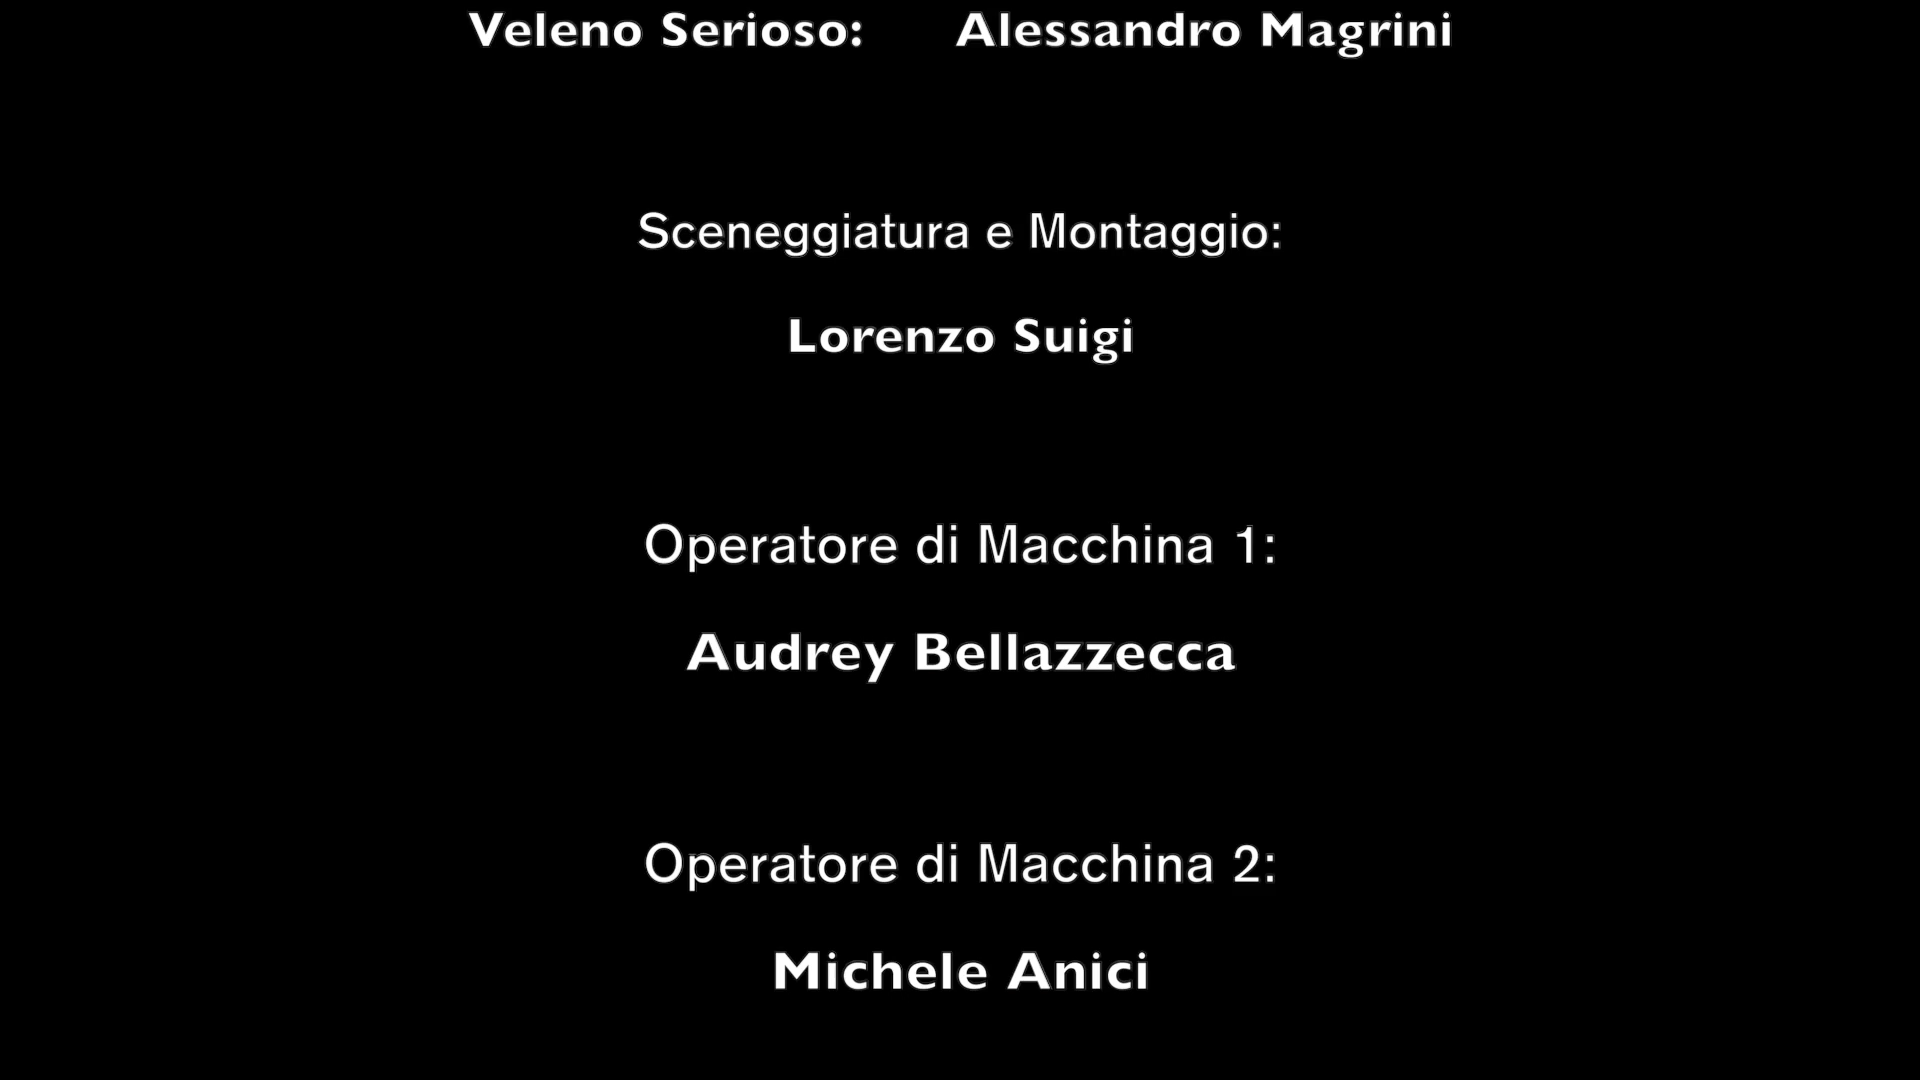 Veleno Serioso: Alessandro Magrini
Sceneggiatura e Montaggio:
Lorenzo Suigi
Operatore di Macchina 1:
Audrey Bellazzecca
Operatore di Macchina 2:
Michele Anici